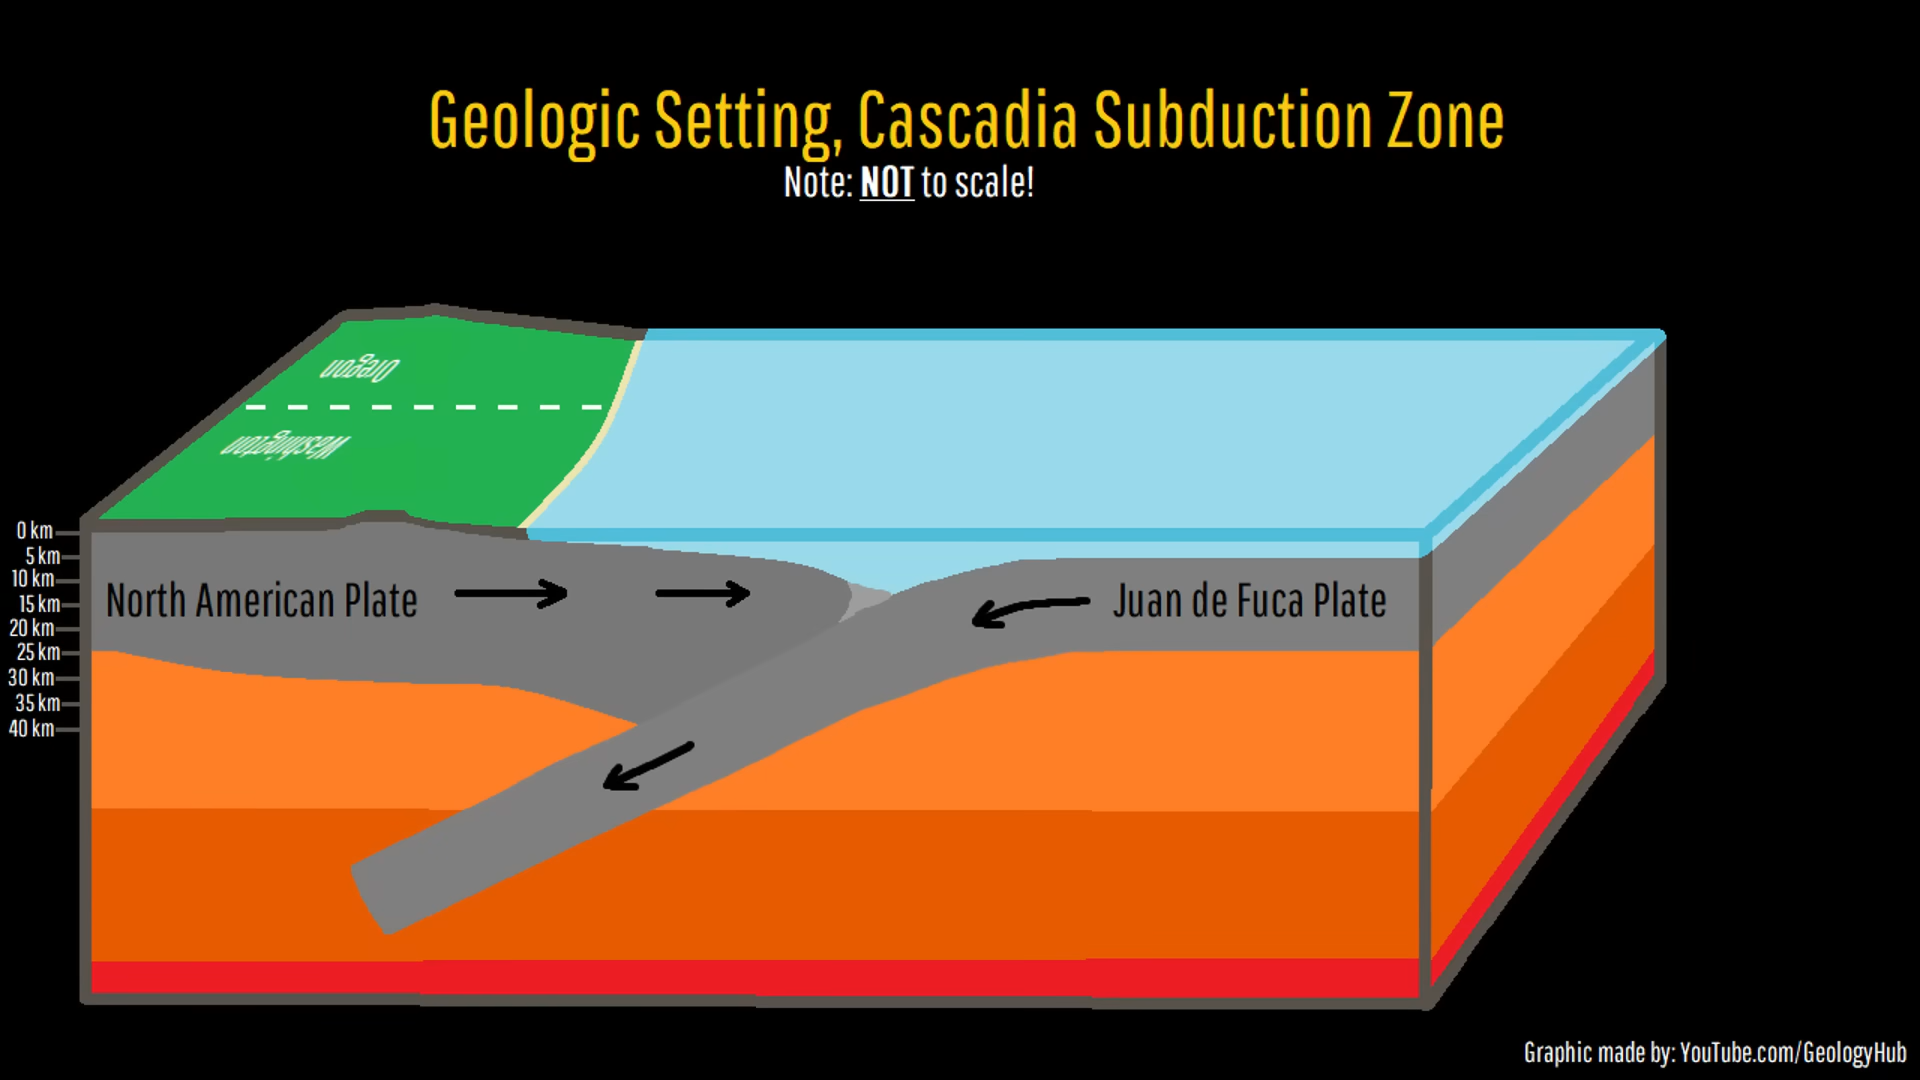 Geologic Setting, Cascadia Subduction Zone
Note: NOT to scale!
Oregon
Washington
0 km
5 km
10 km
15 km
20 km
25 km
30 km
35 km
40 km
North American Plate
Juan de Fuca Plate
Graphic made by: YouTube.com/GeologyHub